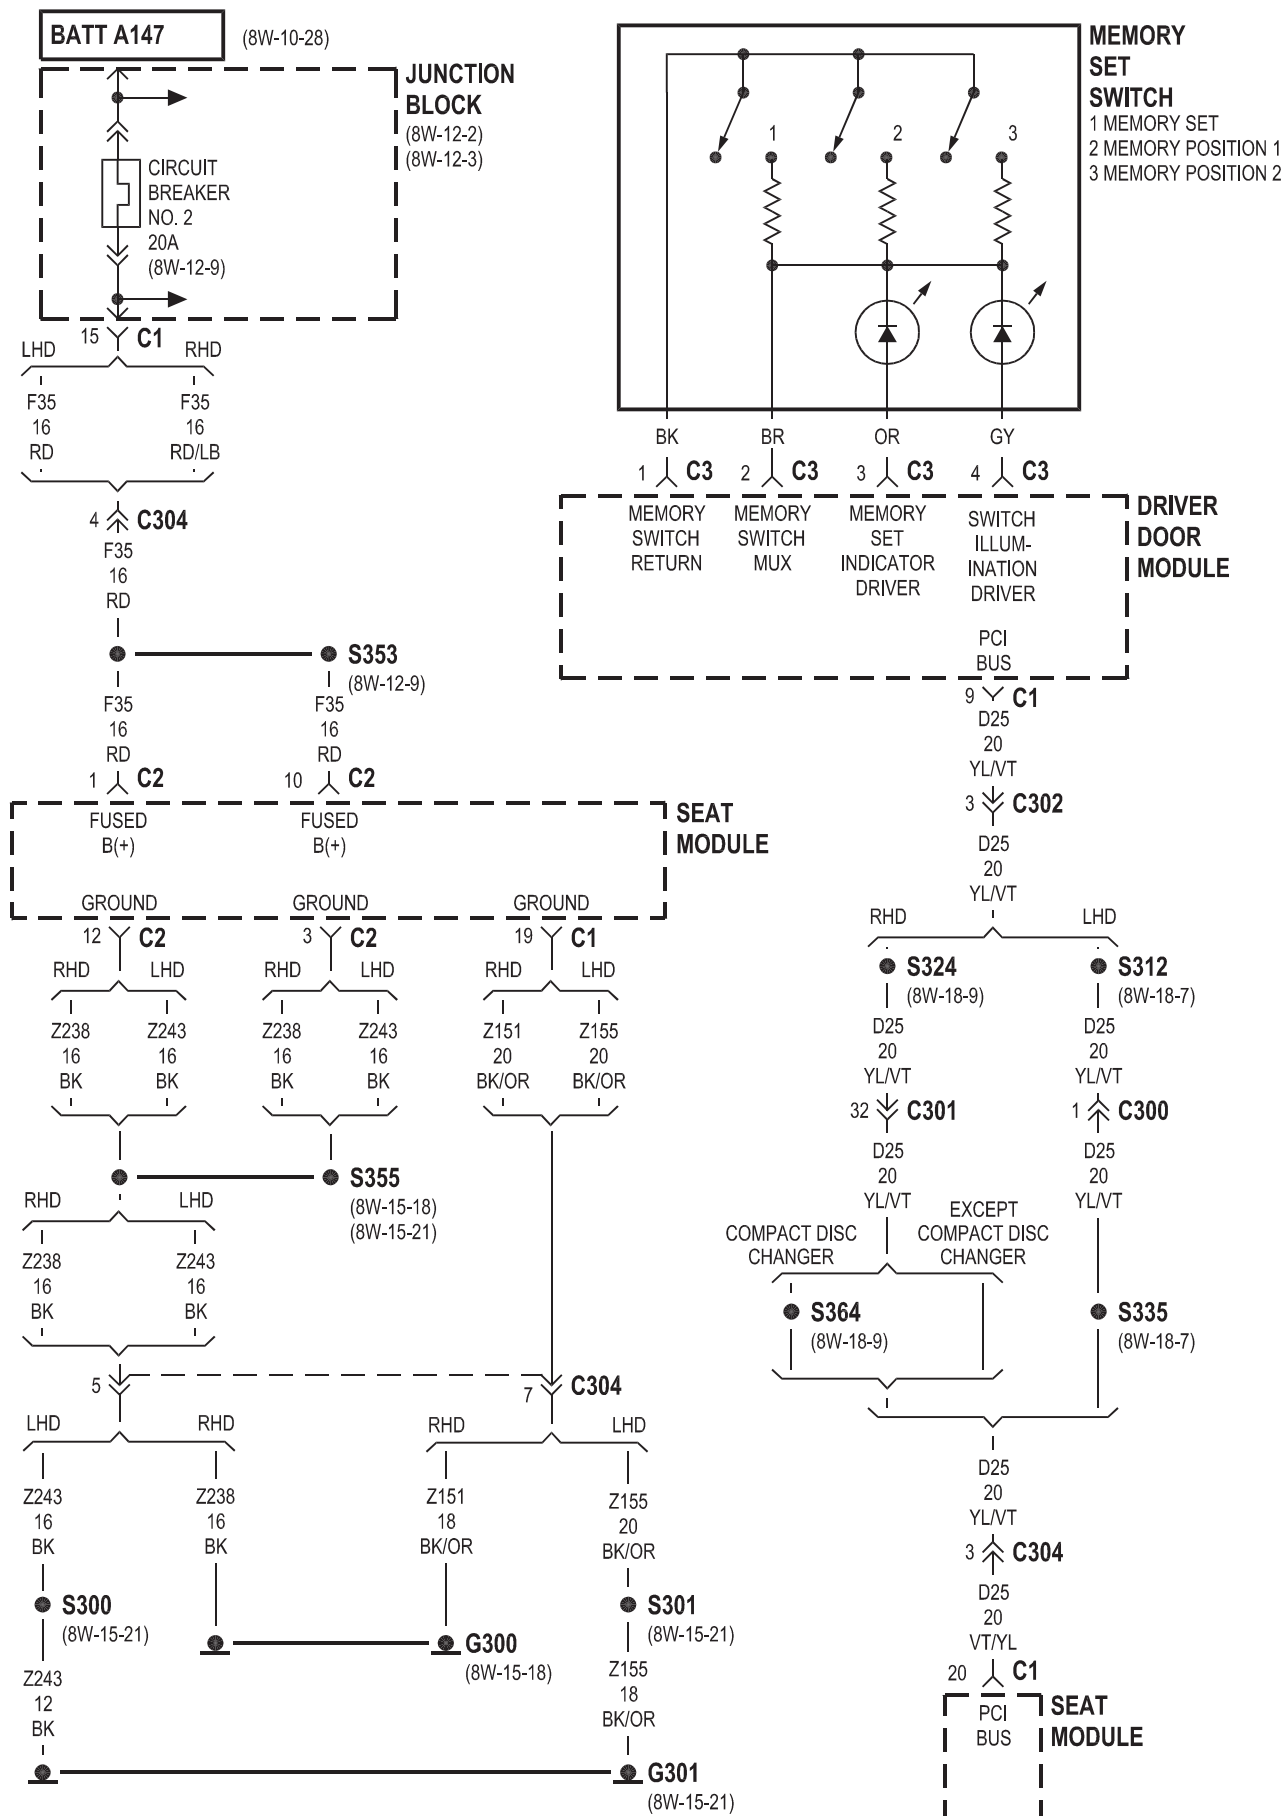 BATT A147
(8W-10-28)
JUNCTION
BLOCK
(8W-12-2)
(8W-12-3)
CIRCUIT
BREAKER
NO. 2
20A
(8W-12-9)
15 C1
LHD RHD
F35 F35
16 16
RD RD/LB
4 C304
F35
16
RD
S353
(8W-12-9)
F35 F35
16 16
RD RD
1 C2 10 C2
SEAT
MODULE
FUSED FUSED
B(+) B(+)
GROUND GROUND GROUND
12 C2 3 C2 19 C1
RHD LHD RHD LHD RHD LHD
Z238 Z243 Z238 Z243 Z151 Z155
16 16 16 16 20 20
BK BK BK BK BK/OR BK/OR
S355
(8W-15-18)
(8W-15-21)
RHD LHD
Z238 Z243
16 16
BK BK
5 7 C304
LHD RHD RHD LHD
Z243 Z238 Z151 Z155
16 16 18 20
BK BK BK/OR BK/OR
S300
(8W-15-21)
S301
(8W-15-21)
G300
(8W-15-18)
Z243 Z155
12 18
BK BK/OR
G301
(8W-15-21)
MEMORY
SET
SWITCH
1 MEMORY SET
2 MEMORY POSITION 1
3 MEMORY POSITION 2
1 2 3
BK BR OR GY
1 C3 2 C3 3 C3 4 C3
DRIVER
DOOR
MODULE
MEMORY
SWITCH
RETURN
MEMORY
SWITCH
MUX
MEMORY
SET
INDICATOR
DRIVER
SWITCH
ILLUM-
INATION
DRIVER
PCI
BUS
9 C1
D25
20
YL/VT
3 C302
D25
20
YL/VT
RHD LHD
S324
(8W-18-9)
S312
(8W-18-7)
D25 D25
20 20
YL/VT YL/VT
32 C301 1 C300
D25 D25
20 20
YL/VT YL/VT
COMPACT DISC
CHANGER
EXCEPT
COMPACT DISC
CHANGER
S364
(8W-18-9)
S335
(8W-18-7)
D25
20
YL/VT
3 C304
D25
20
VT/YL
20 C1
PCI
BUS
SEAT
MODULE